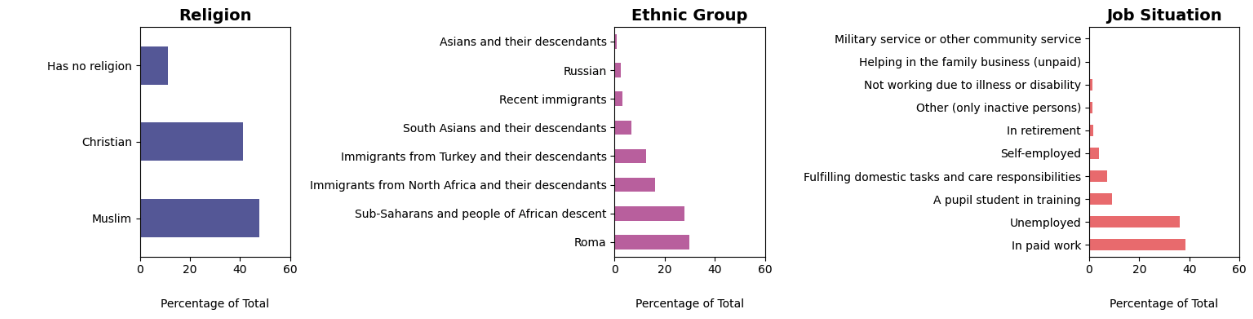 Religion
Has no religion
Christian
Muslim
0 20 40 60
Percentage of Total
Ethnic Group
Asians and their descendants
Russian
Recent immigrants
South Asians and their descendants
Immigrants from Turkey and their descendants
Immigrants from North Africa and their descendants
Sub-Saharans and people of African descent
Roma
0 20 40 60
Percentage of Total
Job Situation
Military service or other community service
Helping in the family business (unpaid)
Not working due to illness or disability
Other (only inactive persons)
In retirement
Self-employed
Fulfilling domestic tasks and care responsibilities
A pupil student in training
Unemployed
In paid work
0 20 40 60
Percentage of Total